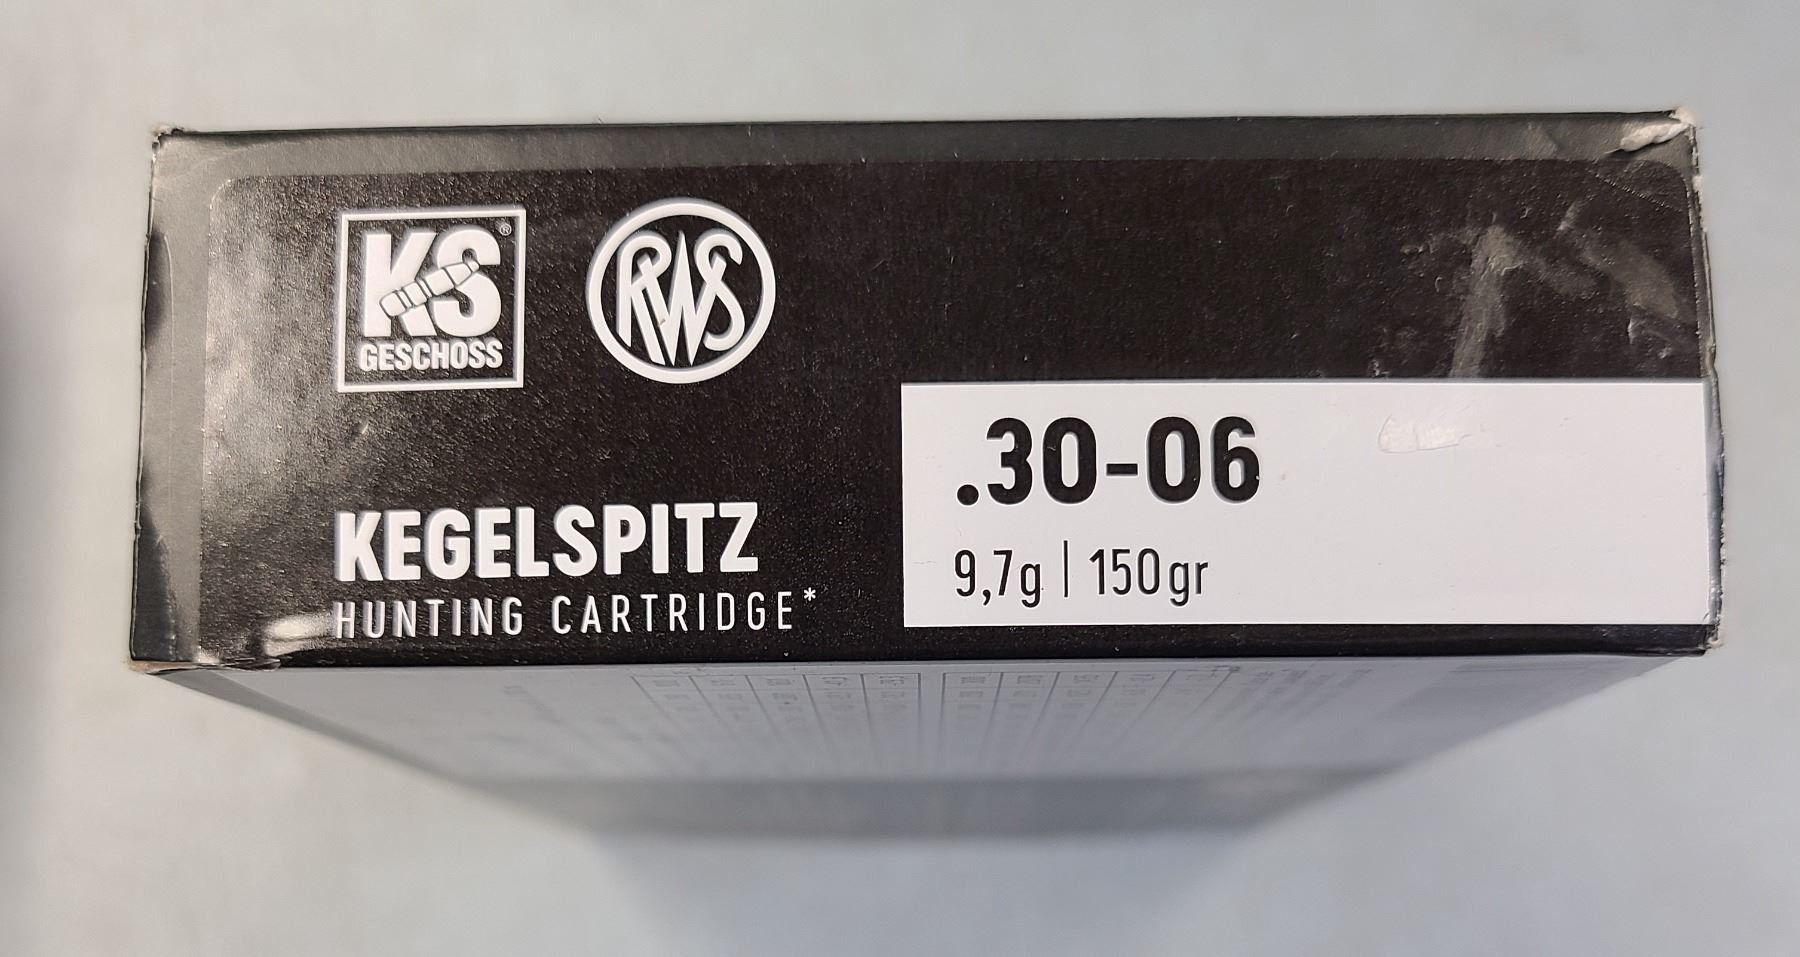 KS®
GESCHOSS
RWS
KEGELSPITZ
HUNTING CARTRIDGE*
.30-06
9,7g | 150gr